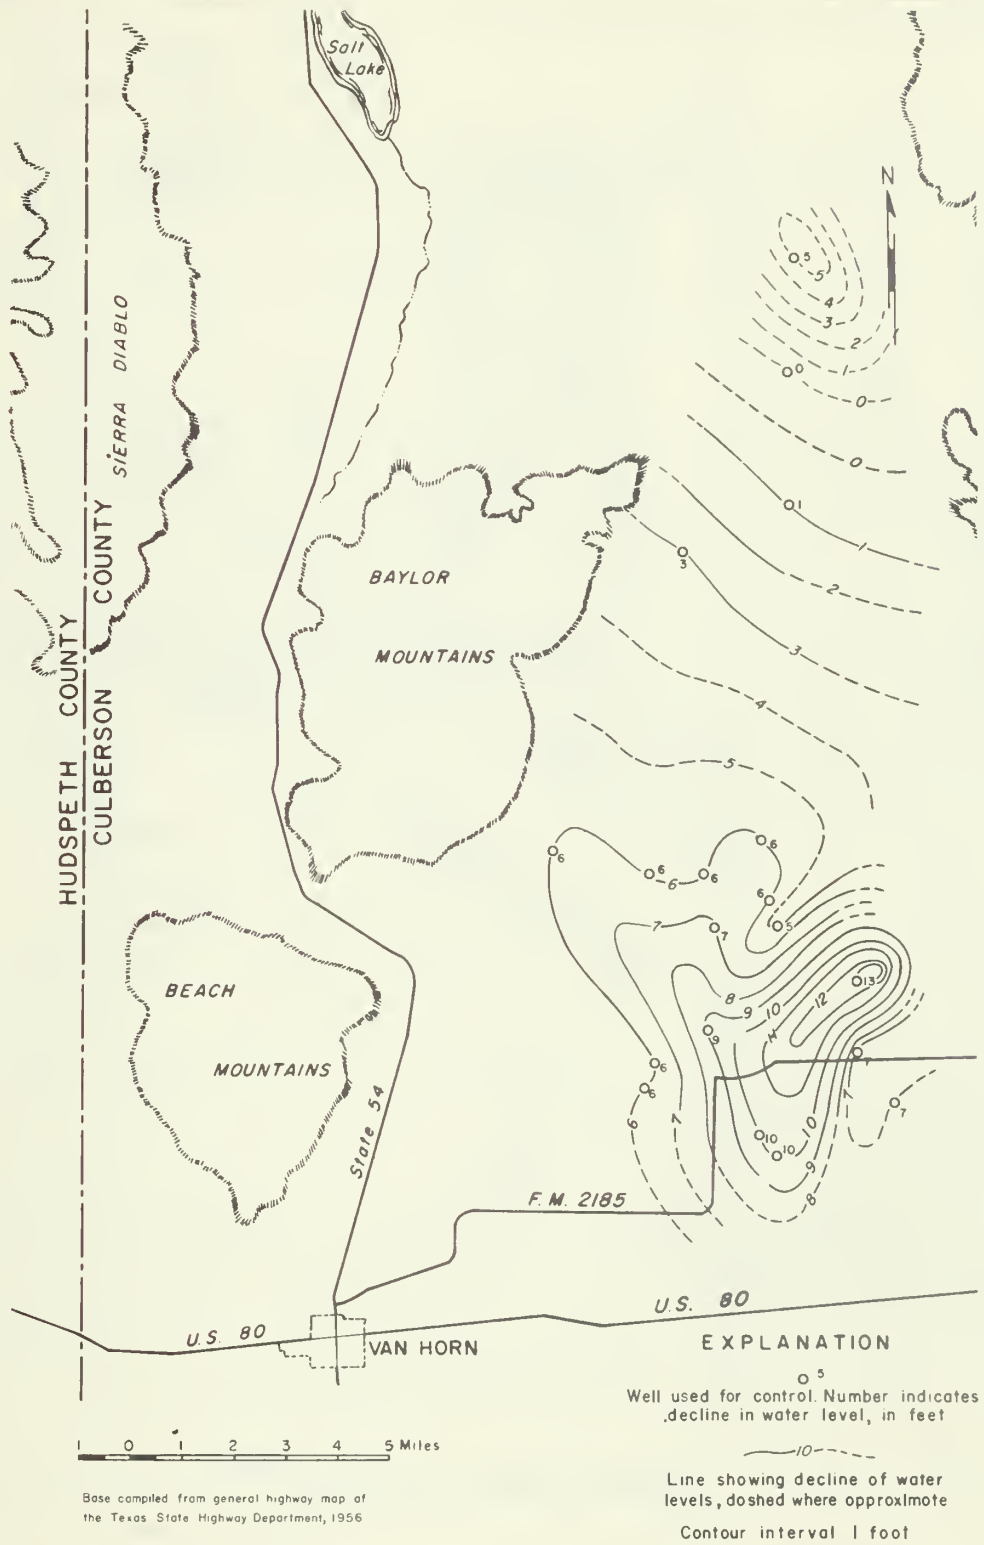 Salt
Lake
N
5
5
4
3
2
1
0
0
0
1
1
3
2
3
4
5
SIERRA DIABLO
HUDSPETH COUNTY
CULBERSON COUNTY
BAYLOR
MOUNTAINS
6
6
6
6
6
6
5
7
7
8
9
10
12
13
9
11
7
6
6
7
7
6
7
10
10
10
9
8
BEACH
MOUNTAINS
State 54
F. M. 2185
U.S. 80
U.S. 80
VAN HORN
EXPLANATION
5
Well used for control. Number indicates
decline in water level, in feet
10
Line showing decline of water
levels, dashed where approximate
Contour interval 1 foot
1 0 1 2 3 4 5 Miles
Base compiled from general highway map of
the Texas State Highway Department, 1956